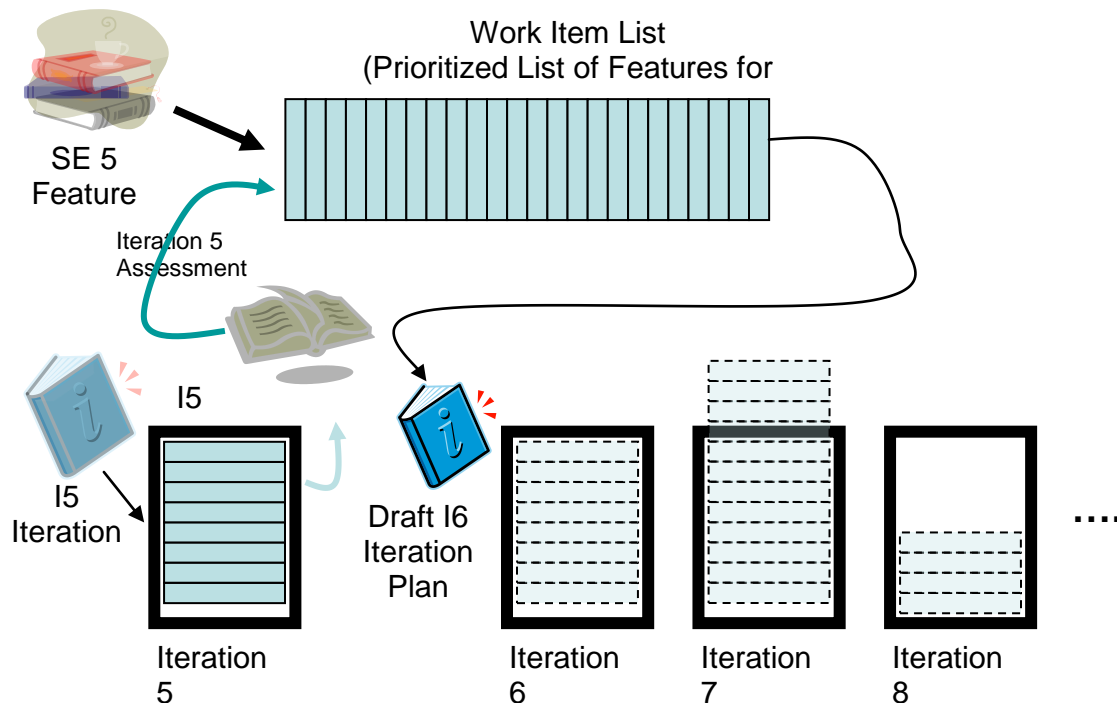 Work Item List
(Prioritized List of Features for
SE 5
Feature
Iteration 5
Assessment
I5
I5
Iteration
Draft I6
Iteration
Plan
....
Iteration
5
Iteration
6
Iteration
7
Iteration
8